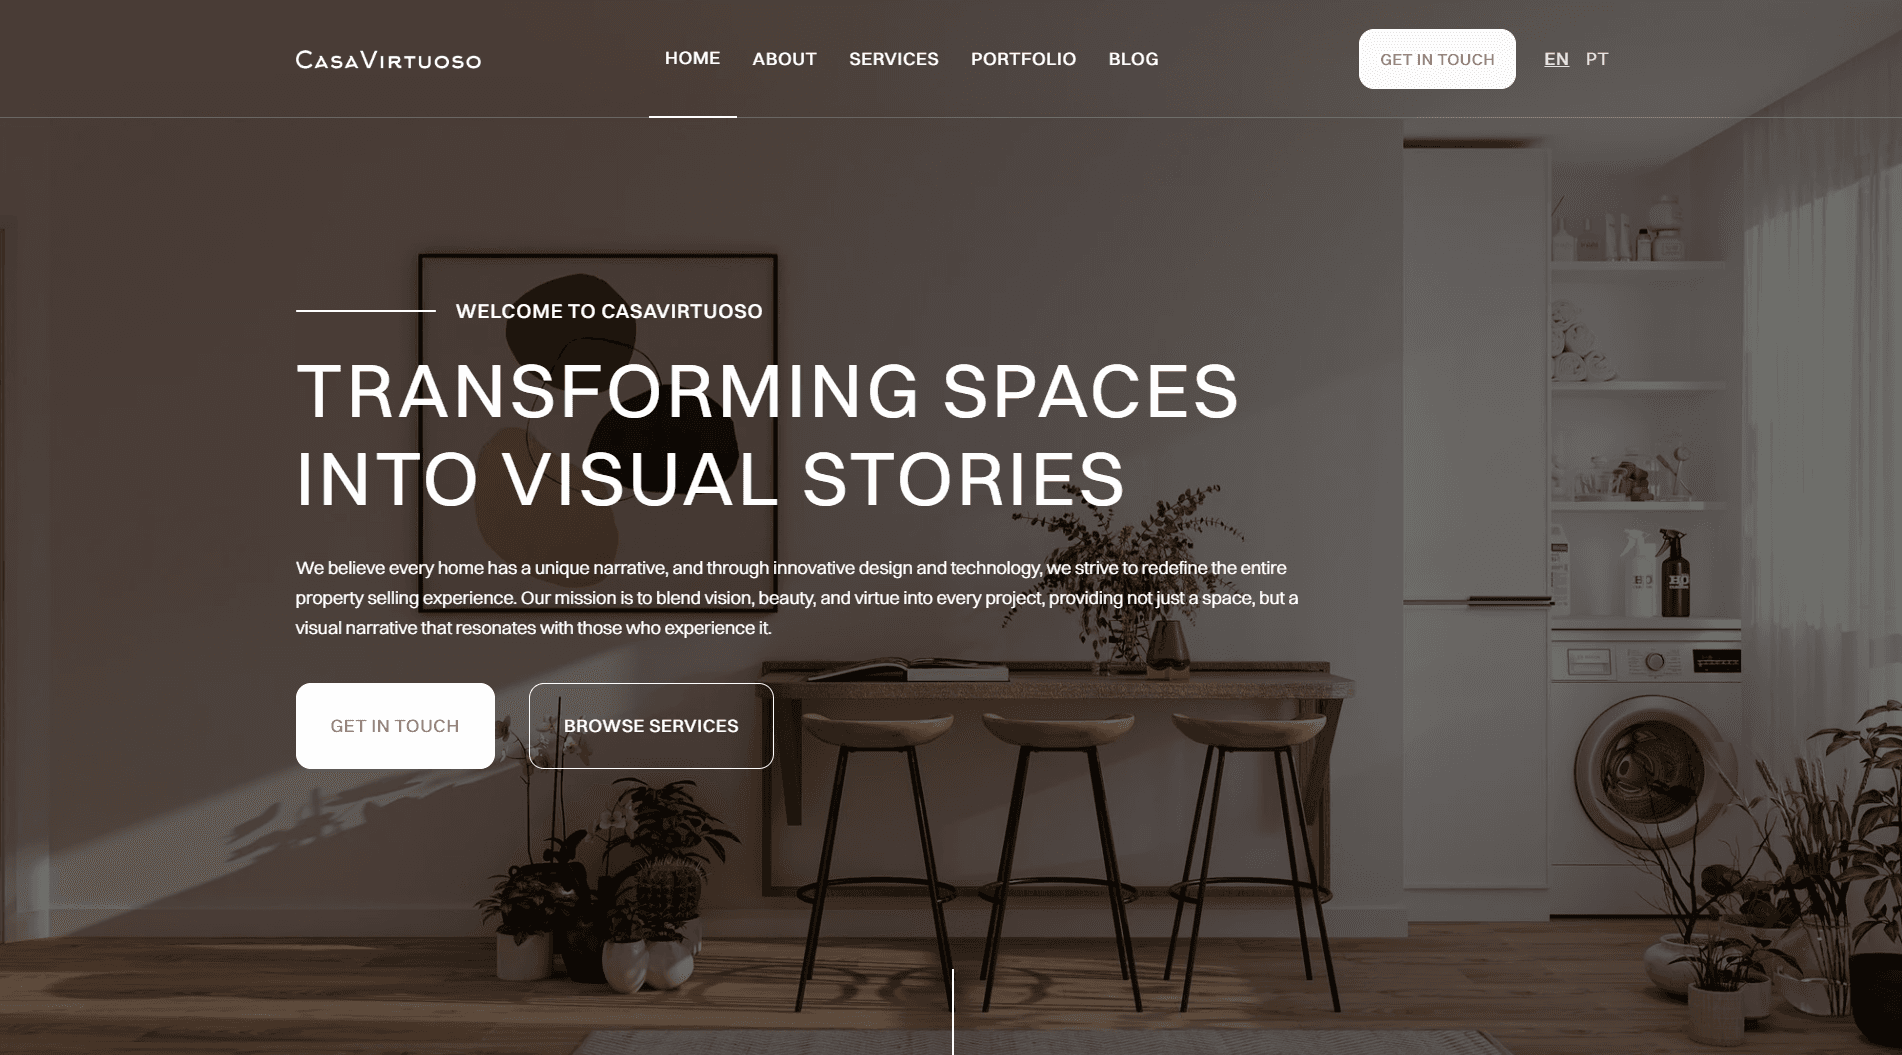 CASAVIRTUOSO
HOME ABOUT SERVICES PORTFOLIO BLOG
GET IN TOUCH
EN PT
WELCOME TO CASAVIRTUOSO
TRANSFORMING SPACES
INTO VISUAL STORIES
We believe every home has a unique narrative, and through innovative design and technology, we strive to redefine the entire
property selling experience. Our mission is to blend vision, beauty, and virtue into every project, providing not just a space, but a
visual narrative that resonates with those who experience it.
GET IN TOUCH
BROWSE SERVICES